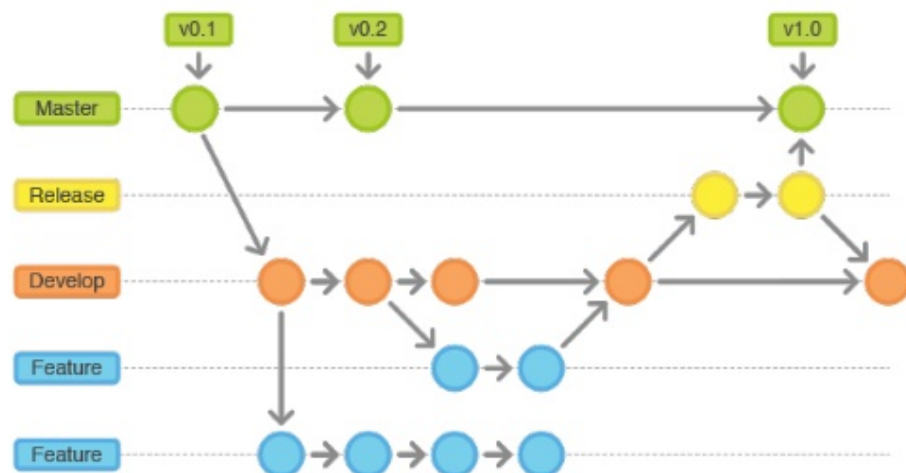 v0.1
v0.2
v1.0
Master
Release
Develop
Feature
Feature